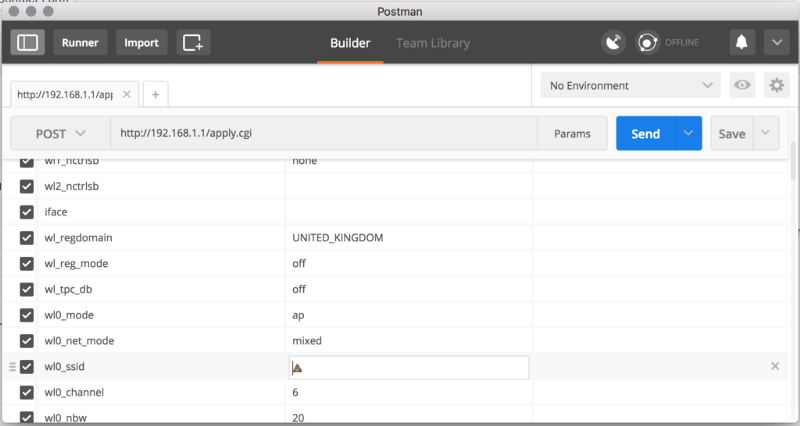 Postman
Runner Import Builder Team Library OFFLINE
No Environment
http://192.168.1.1/apr × +
POST http://192.168.1.1/apply.cgi Params Send Save
wl1_nctrlsb none
wl2_nctrlsb
iface
wl_regdomain UNITED_KINGDOM
wl_reg_mode off
wl_tpc_db off
wl0_mode ap
wl0_net_mode mixed
wl0_ssid 💩
wl0_channel 6
wl0_nbw 20